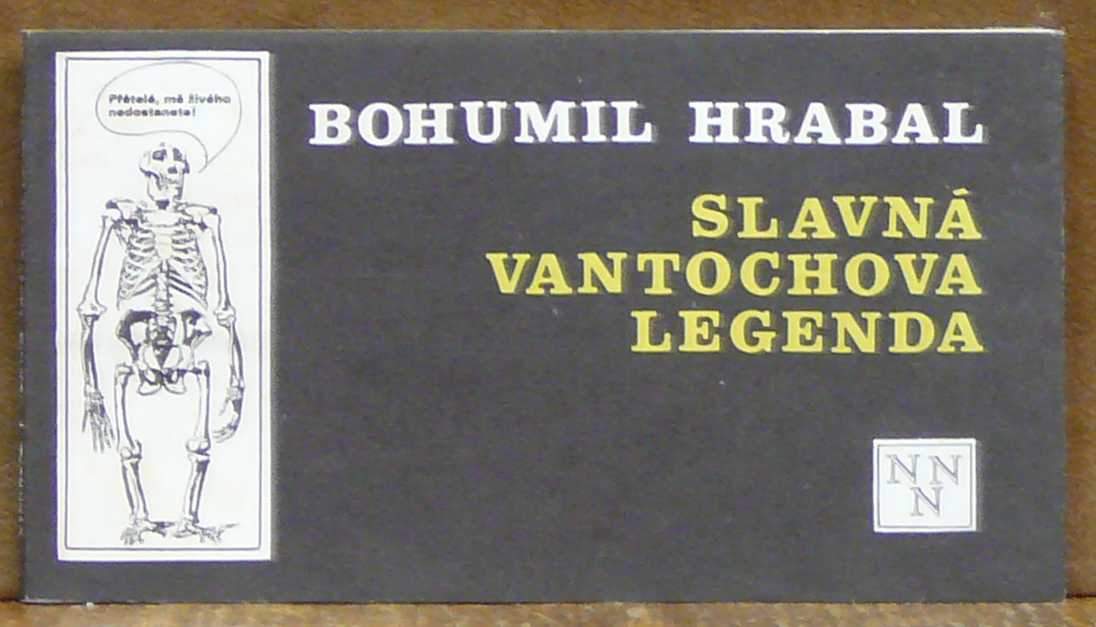 Přátelé, mě živého
nedostanete!
BOHUMIL HRABAL
SLAVNÁ
VANTOCHOVA
LEGENDA
NN
N